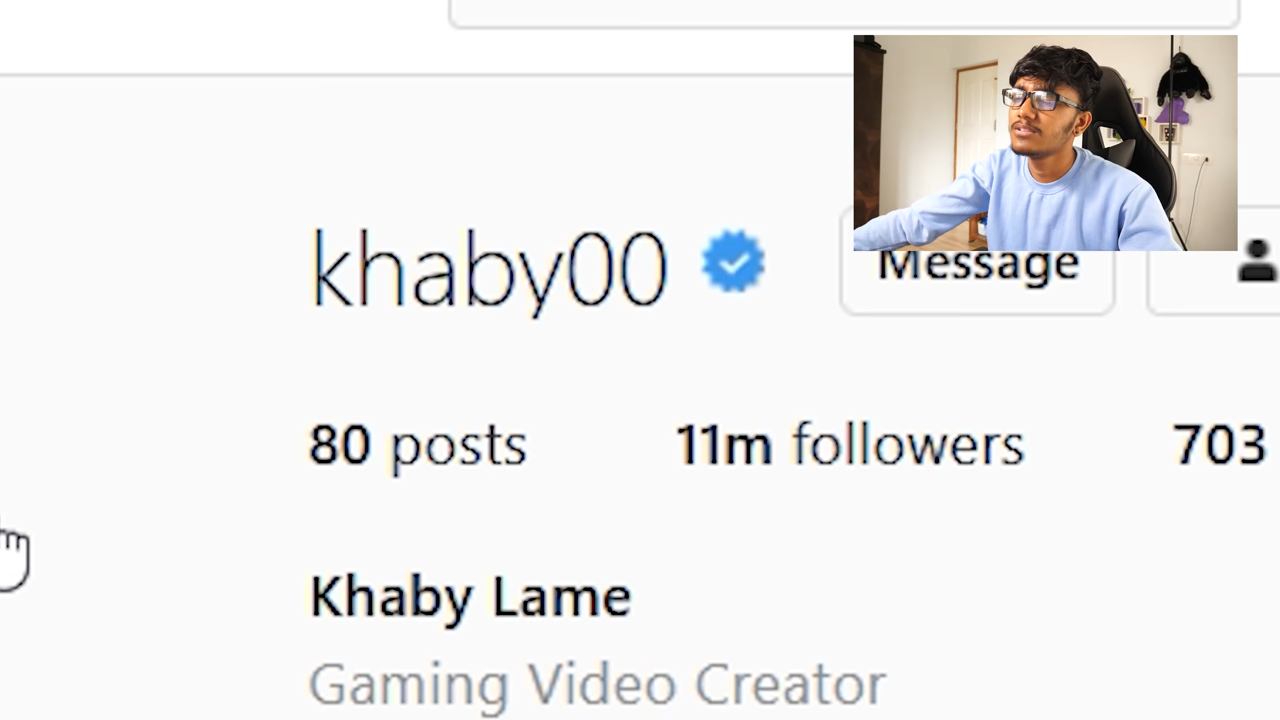 khaby00 Message
80 posts 11m followers 703
Khaby Lame
Gaming Video Creator